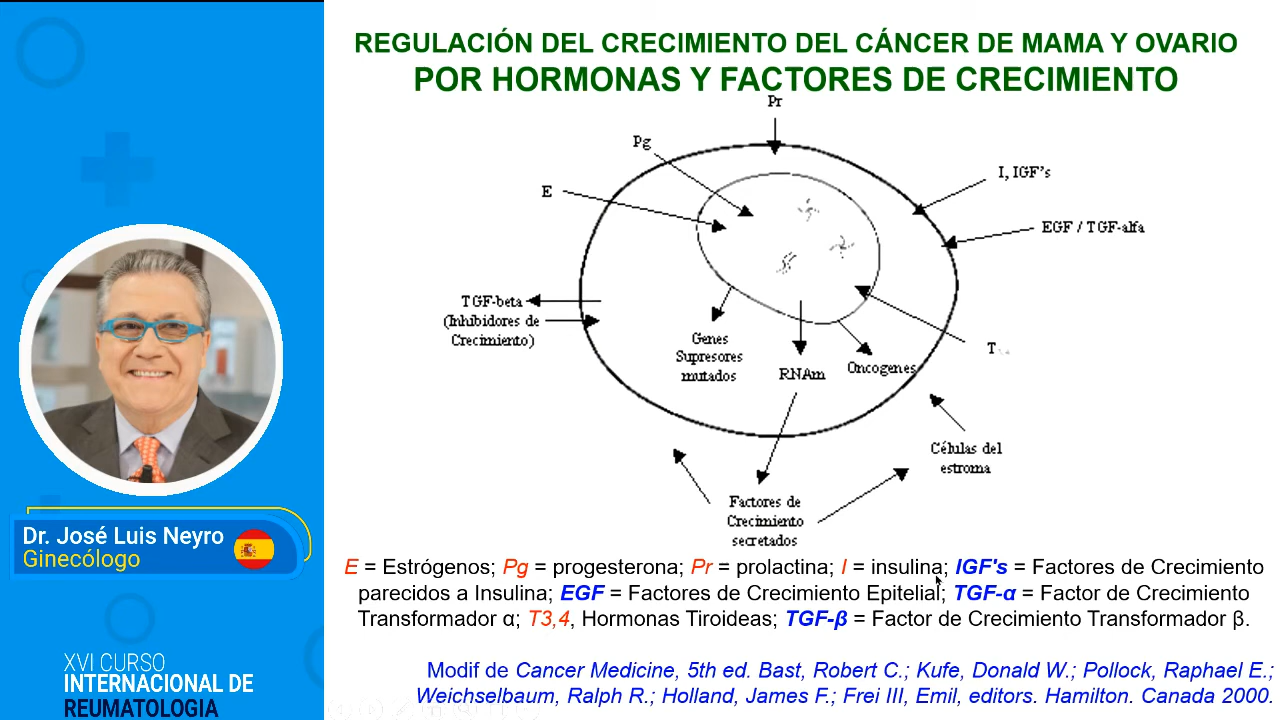 REGULACIÓN DEL CRECIMIENTO DEL CÁNCER DE MAMA Y OVARIO
POR HORMONAS Y FACTORES DE CRECIMIENTO
Pr
Pg
I, IGF's
E
EGF / TGF-alfa
TGF-beta
(Inhibidores de
Crecimiento)
Genes
Supresores
mutados
RNAm
Oncogenes
T
Células del
estroma
Factores de
Crecimiento
secretados
E = Estrógenos; Pg = progesterona; Pr = prolactina; I = insulina; IGF's = Factores de Crecimiento
parecidos a Insulina; EGF = Factores de Crecimiento Epitelial; TGF-α = Factor de Crecimiento
Transformador α; T3,4, Hormonas Tiroideas; TGF-β = Factor de Crecimiento Transformador β.
Modif de Cancer Medicine, 5th ed. Bast, Robert C.; Kufe, Donald W.; Pollock, Raphael E.;
Weichselbaum, Ralph R.; Holland, James F.; Frei III, Emil, editors. Hamilton. Canada 2000.
Dr. José Luis Neyro
Ginecólogo
XVI CURSO
INTERNACIONAL DE
REUMATOLOGIA